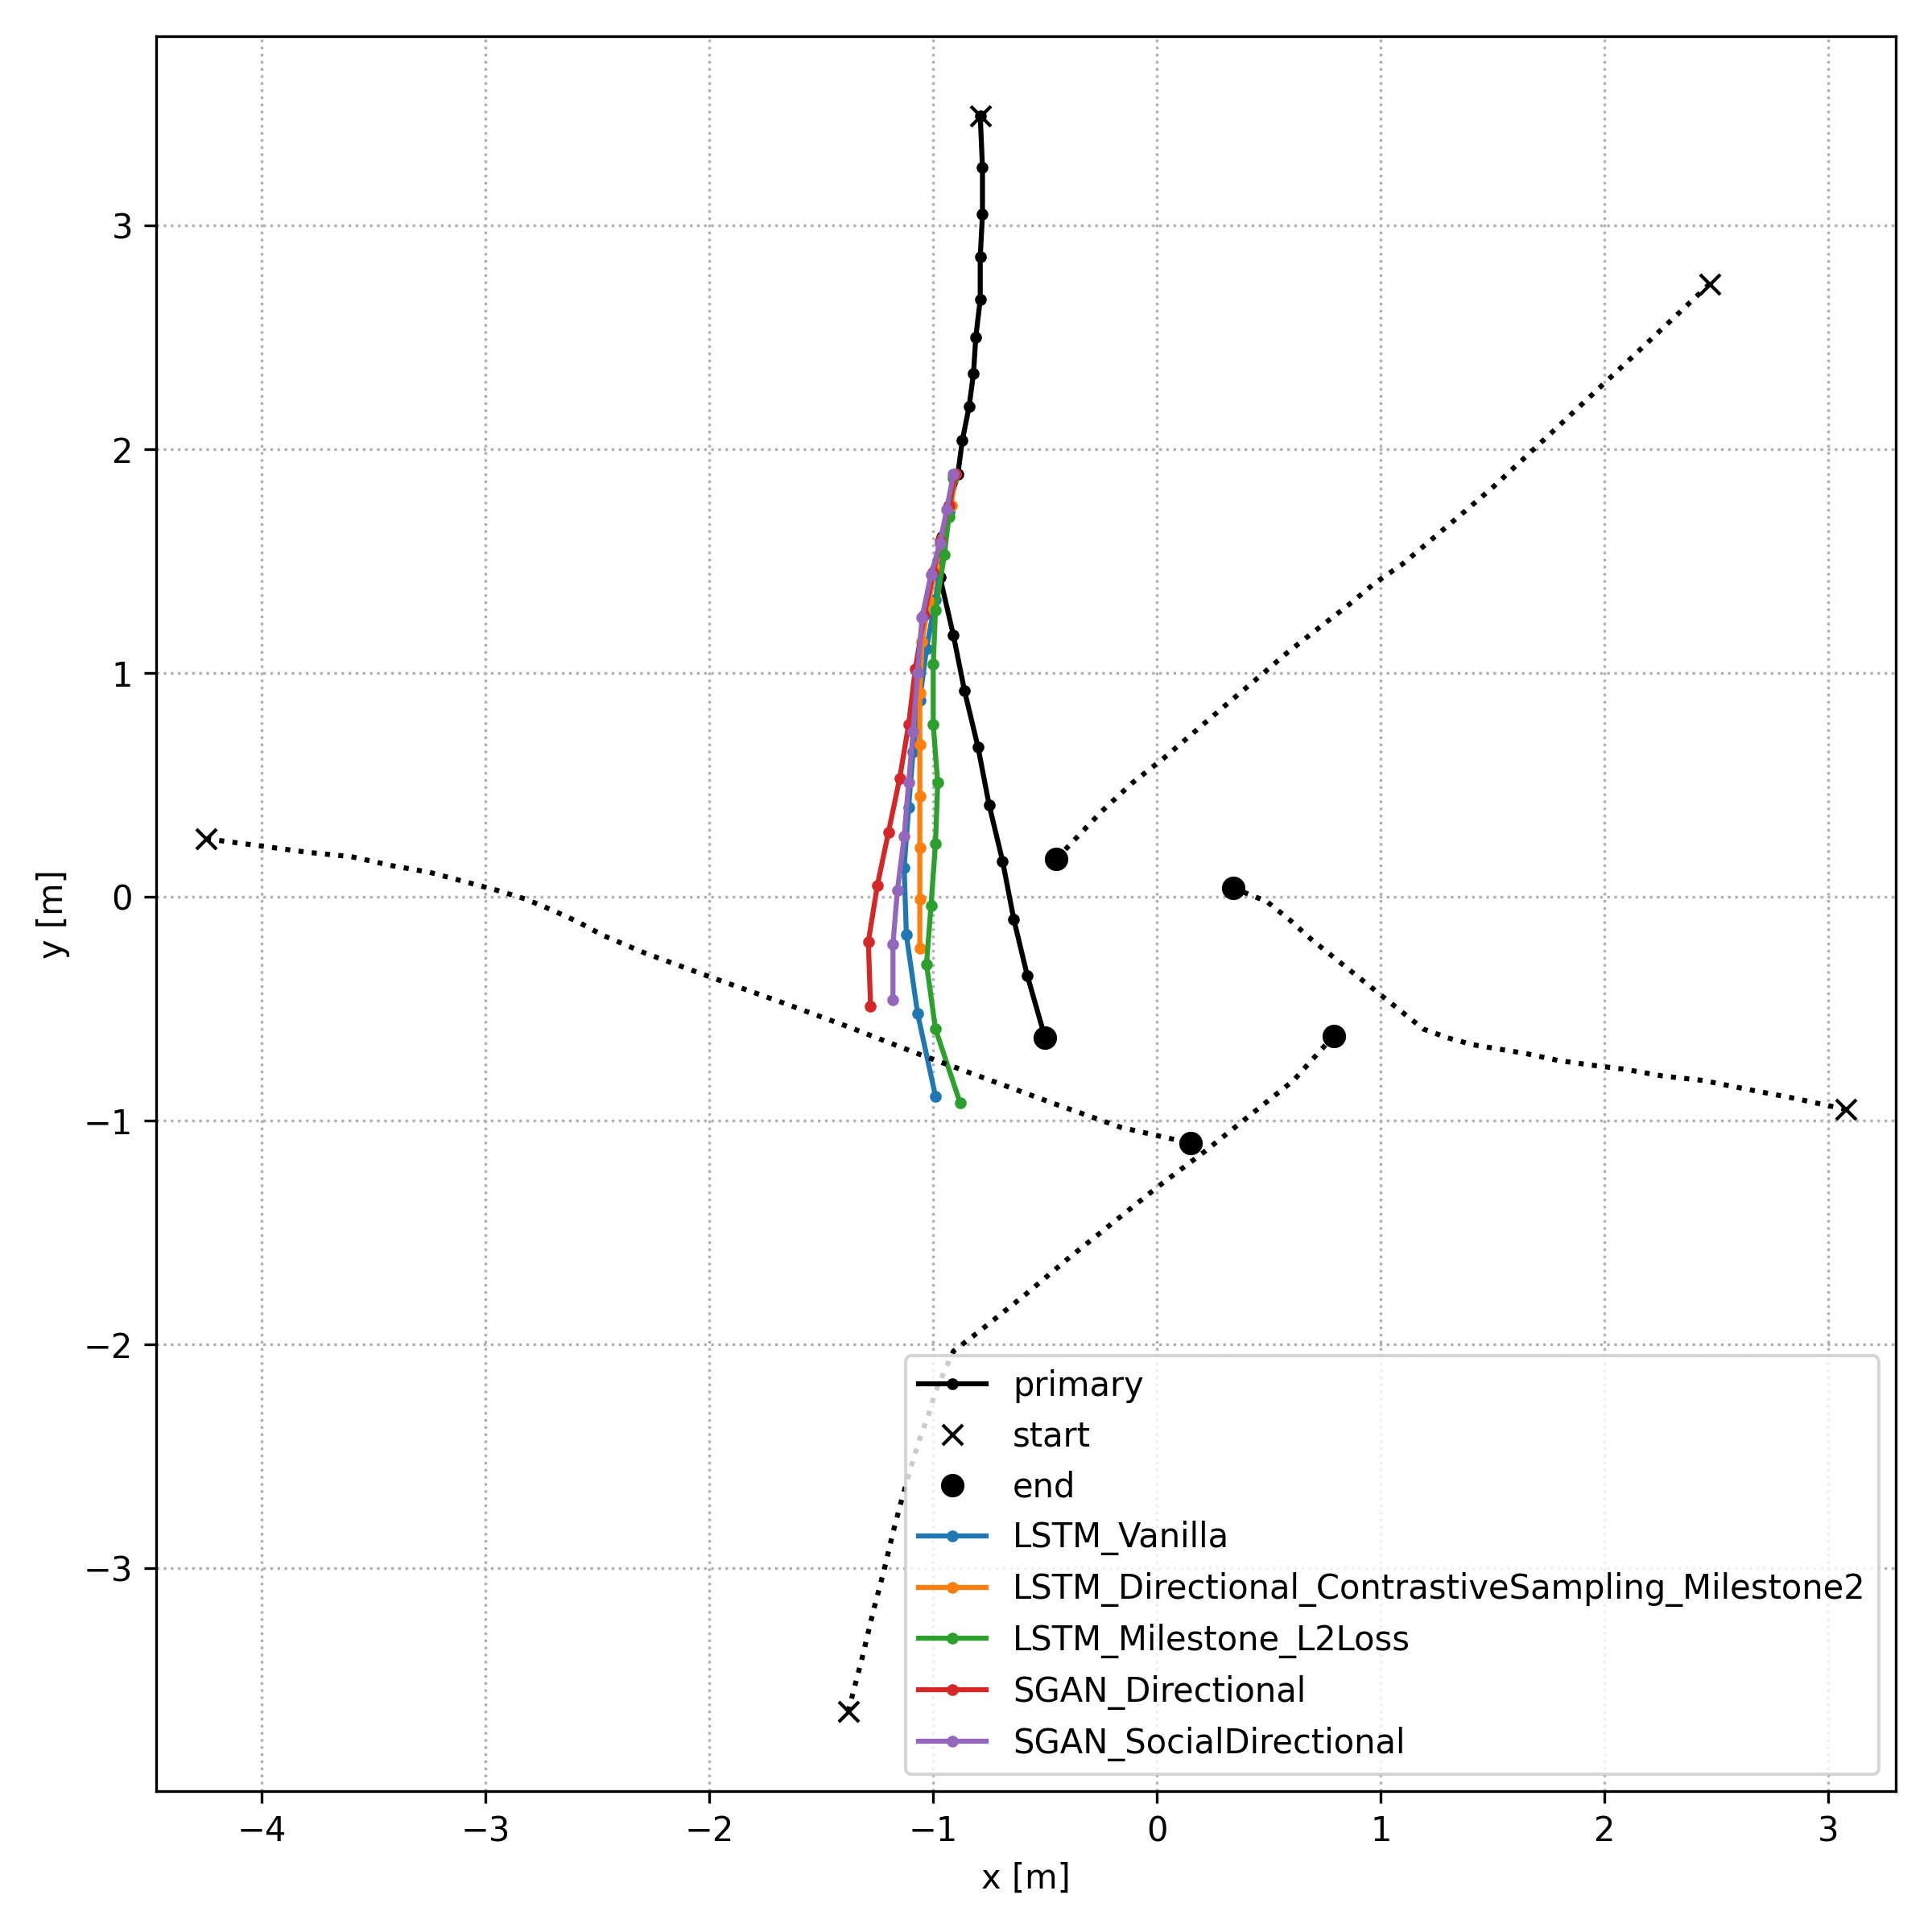 3
2
1
0
−1
−2
−3
y [m]
−4
−3
−2
−1
0
1
2
3
x [m]
primary
start
end
LSTM_Vanilla
LSTM_Directional_ContrastiveSampling_Milestone2
LSTM_Milestone_L2Loss
SGAN_Directional
SGAN_SocialDirectional